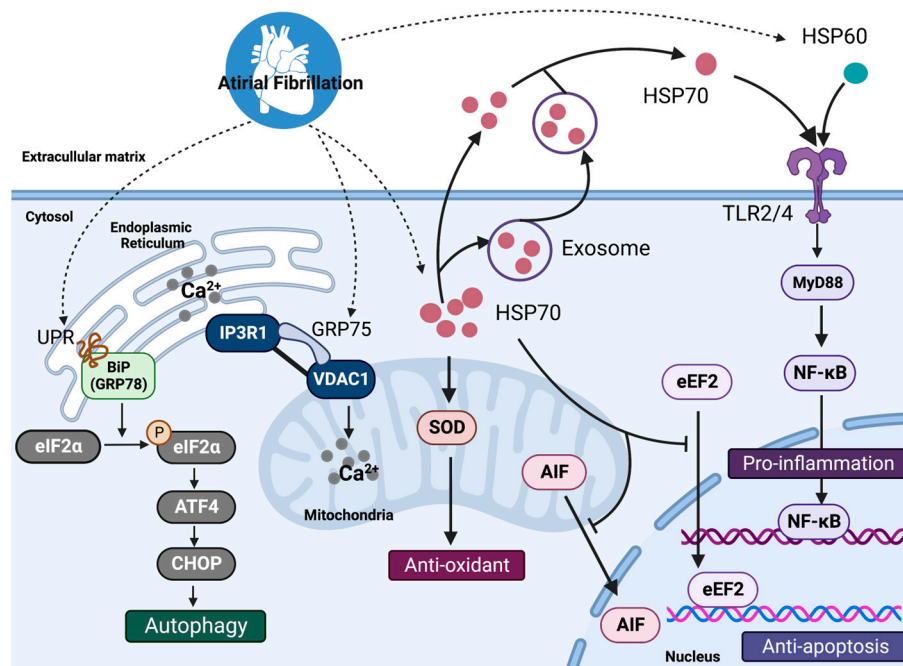 HSP60
Atirial Fibrillation
HSP70
Extracullular matrix
Cytosol
TLR2/4
Endoplasmic
Reticulum
Exosome
Ca²⁺
MyD88
HSP70
UPR
IP3R1
GRP75
BiP
(GRP78)
VDAC1
eEF2
NF-κB
SOD
P
eIF2α
eIF2α
AIF
Pro-inflammation
Ca²⁺
ATF4
Mitochondria
NF-κB
CHOP
Anti-oxidant
eEF2
Autophagy
AIF
Anti-apoptosis
Nucleus